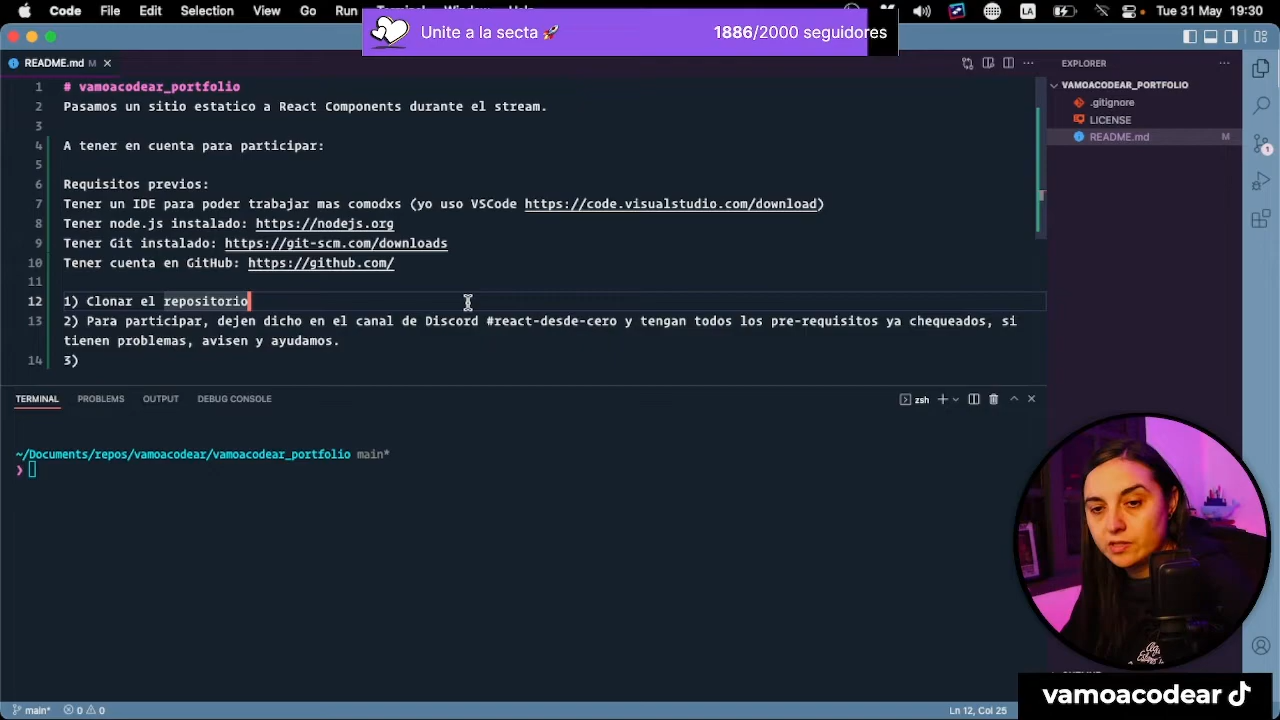 Code File Edit Selection View Go Run Terminal Window Help
LA Tue 31 May 19:30
Unite a la secta 🚀 1886/2000 seguidores
README.md
EXPLORER
1 # vamoacodear_portfolio
2 Pasamos un sitio estatico a React Components durante el stream.
3
4 A tener en cuenta para participar:
5
6 Requisitos previos:
7 Tener un IDE para poder trabajar mas comodxs (yo uso VSCode https://code.visualstudio.com/download)
8 Tener node.js instalado: https://nodejs.org
9 Tener Git instalado: https://git-scm.com/downloads
10 Tener cuenta en GitHub: https://github.com/
11
12 1) Clonar el repositorio
13 2) Para participar, dejen dicho en el canal de Discord #react-desde-cero y tengan todos los pre-requisitos ya chequeados, si
tienen problemas, avisen y ayudamos.
14 3)
VAMOACODEAR_PORTFOLIO
.gitignore
LICENSE
README.md M
1
TERMINAL PROBLEMS OUTPUT DEBUG CONSOLE
zsh
~/Documents/repos/vamoacodear/vamoacodear_portfolio main*
❯
main* 0 0
Ln 12, Col 25
vamoacodear